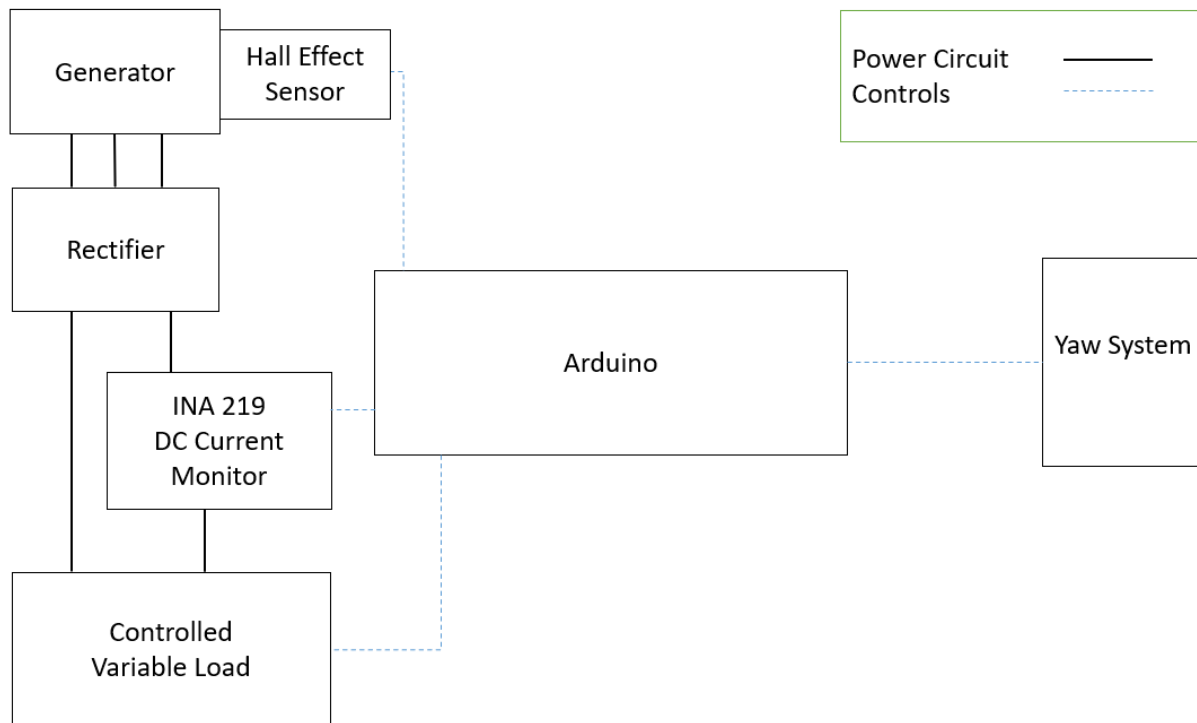 Generator
Hall Effect
Sensor
Power Circuit
Controls
Rectifier
Arduino
Yaw System
INA 219
DC Current
Monitor
Controlled
Variable Load